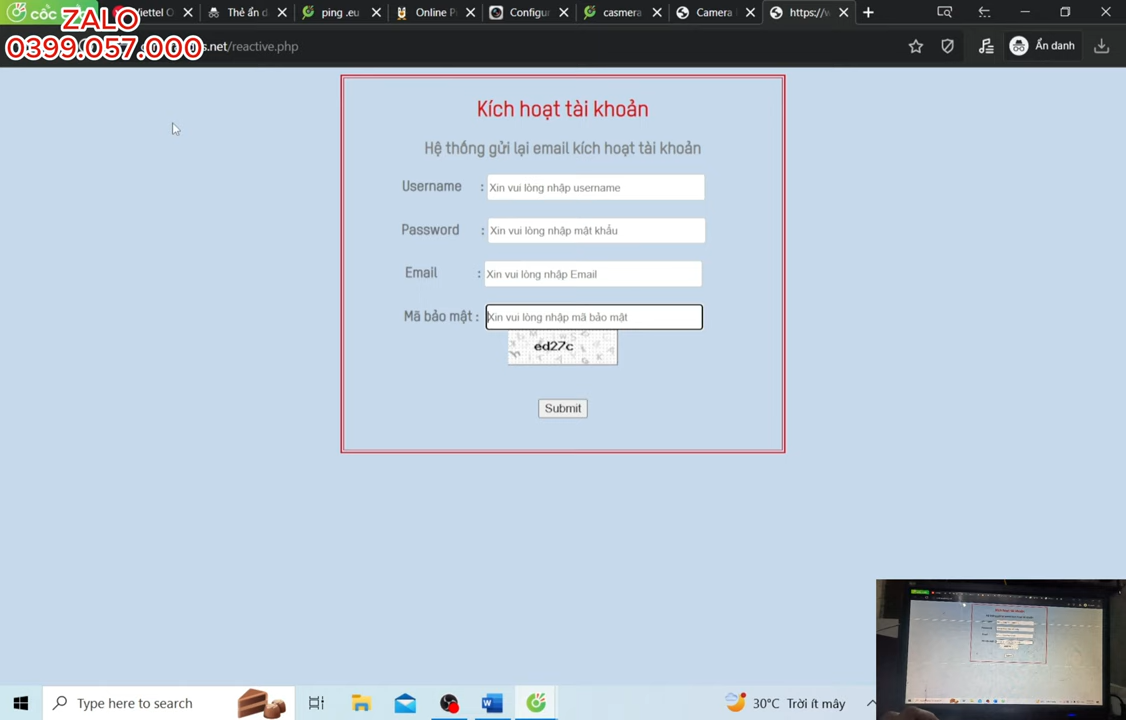 ZALO
0399.057.000
cốc
Viettel O
Thẻ ẩn d
ping .eu
Online P
Configur
casmera
Camera
https://w
.net/reactive.php
Ẩn danh
Kích hoạt tài khoản
Hệ thống gửi lại email kích hoạt tài khoản
Username : Xin vui lòng nhập username
Password : Xin vui lòng nhập mật khẩu
Email : Xin vui lòng nhập Email
Mã bảo mật : Xin vui lòng nhập mã bảo mật
ed27c
Submit
Type here to search
30°C Trời ít mây